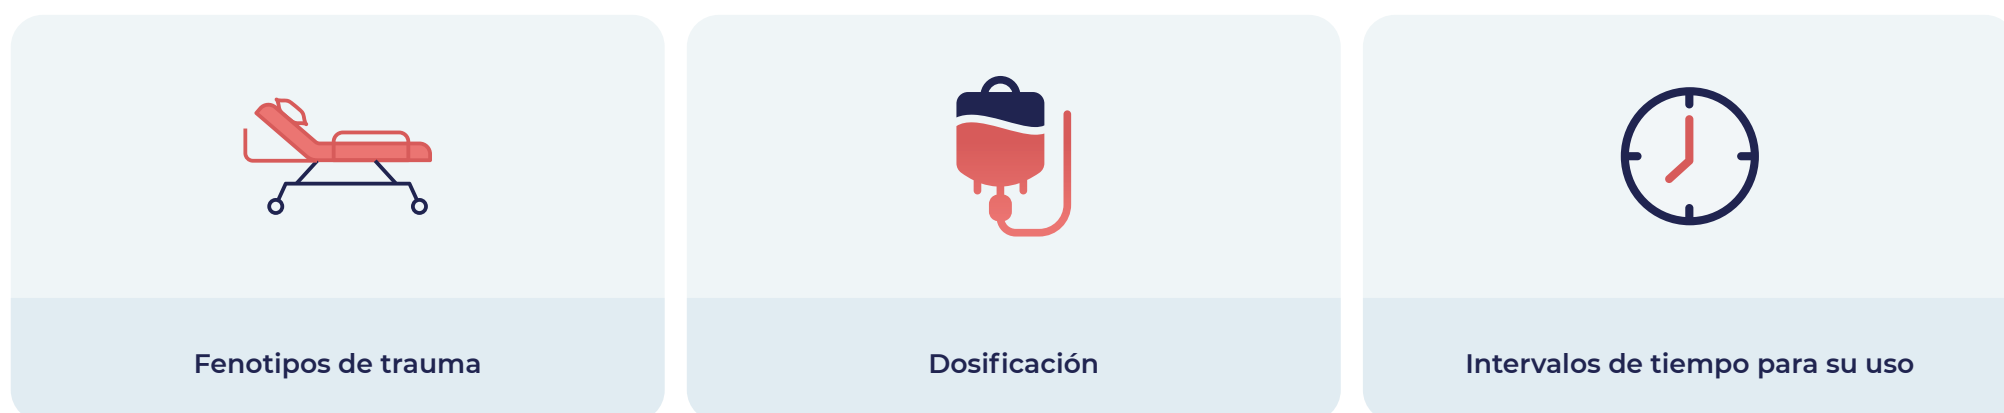 Fenotipos de trauma
Dosificación
Intervalos de tiempo para su uso